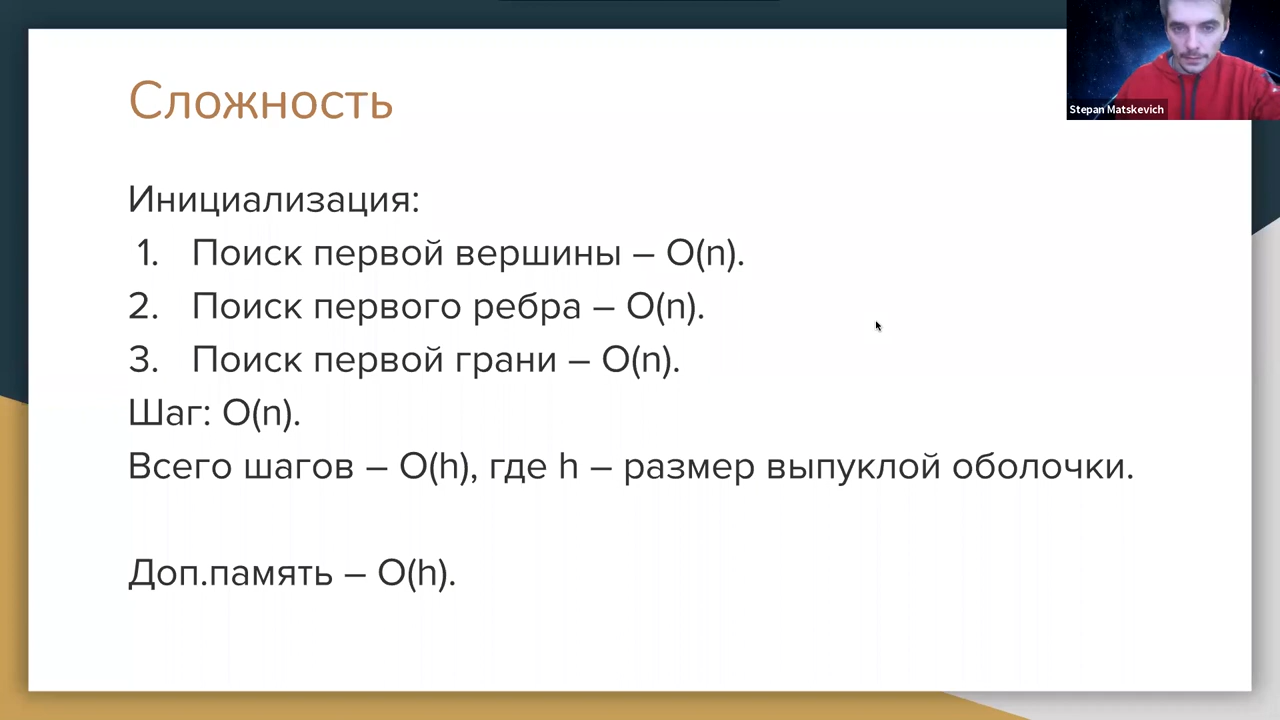 Stepan Matskevich
Сложность
Инициализация:
1. Поиск первой вершины – O(n).
2. Поиск первого ребра – O(n).
3. Поиск первой грани – O(n).
Шаг: O(n).
Всего шагов – O(h), где h – размер выпуклой оболочки.
Доп.память – O(h).